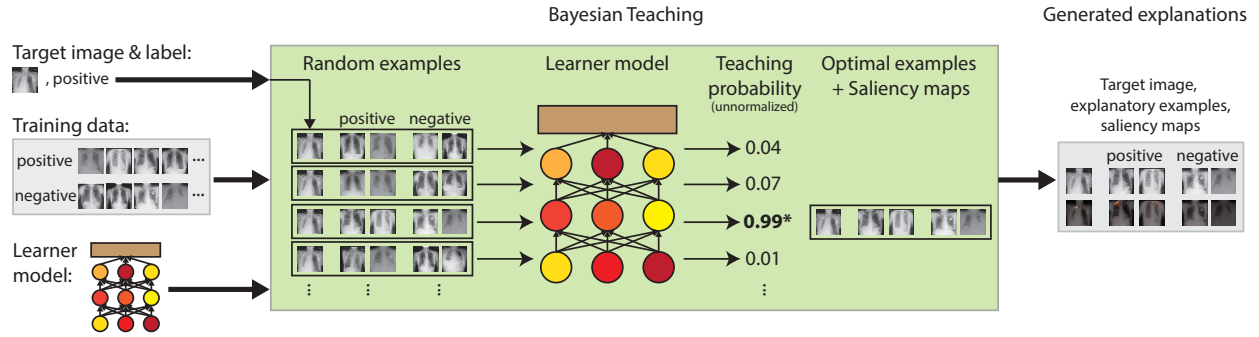 Bayesian Teaching
Generated explanations
Target image & label:
, positive
Training data:
positive
...
negative
...
Learner
model:
Random examples
positive negative
⋮
Learner model
Teaching
probability
(unnormalized)
0.04
0.07
0.99*
0.01
⋮
Optimal examples
+ Saliency maps
Target image,
explanatory examples,
saliency maps
positive negative